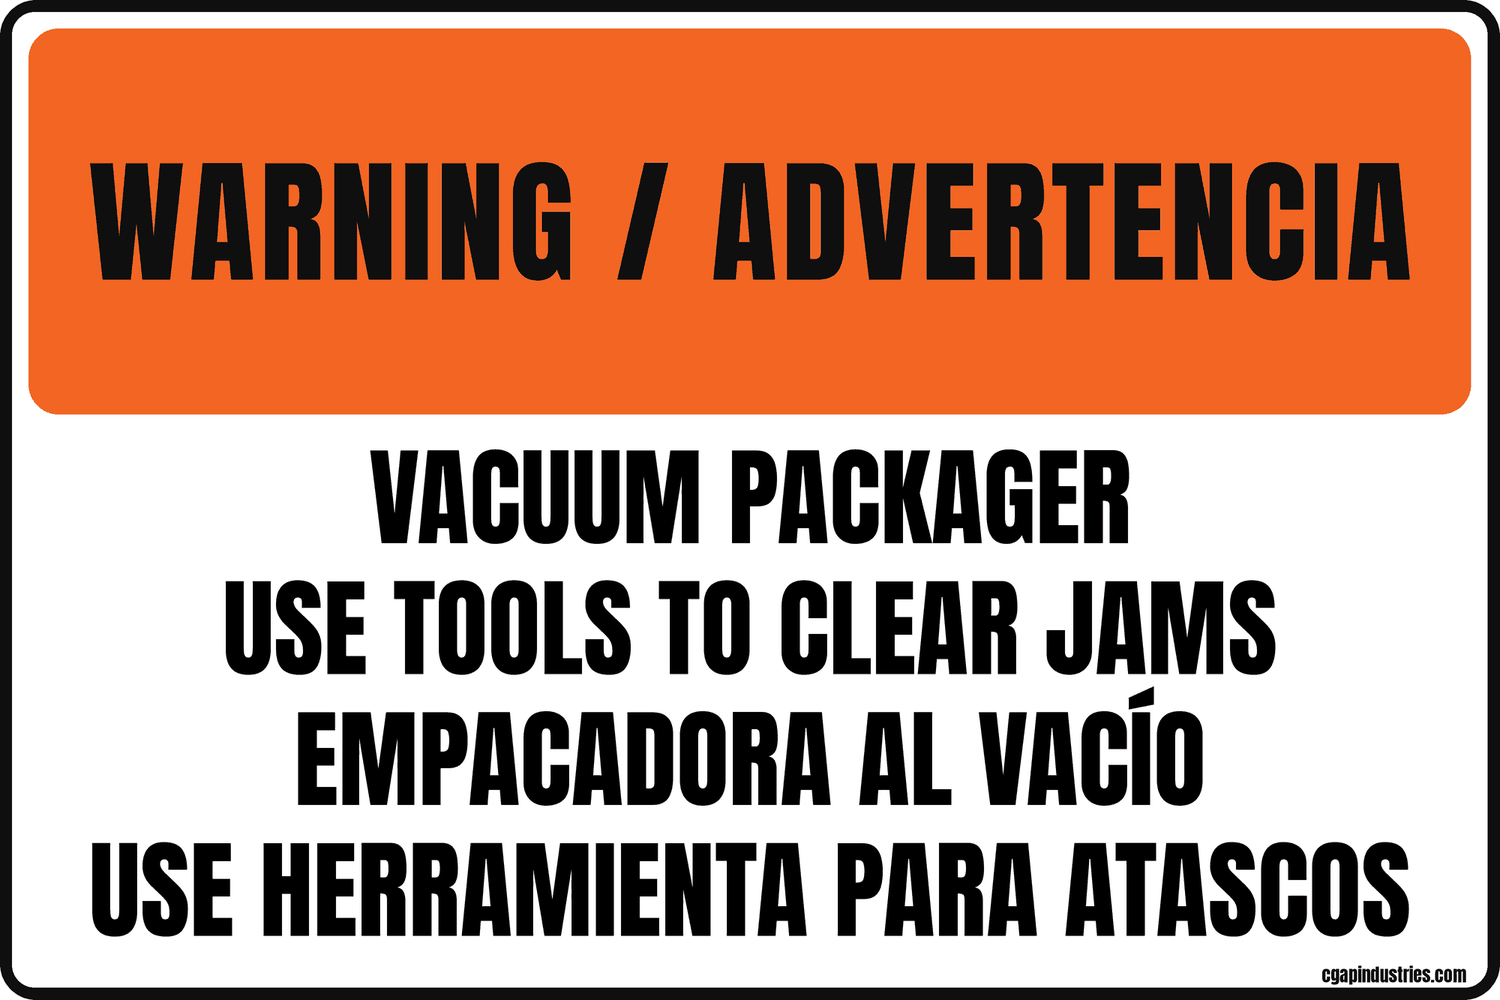 WARNING / ADVERTENCIA
VACUUM PACKAGER
USE TOOLS TO CLEAR JAMS
EMPACADORA AL VACÍO
USE HERRAMIENTA PARA ATASCOS
cgapindustries.com